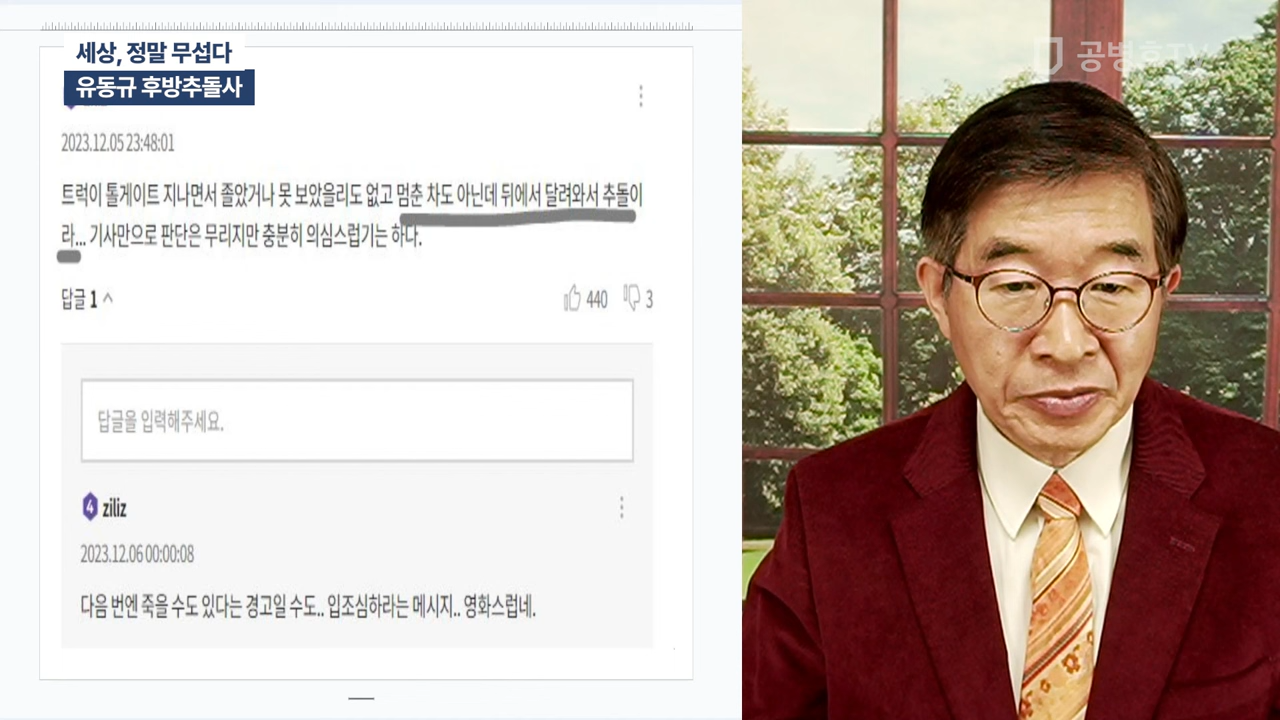 세상, 정말 무섭다
유동규 후방추돌사
공병호TV
2023.12.05 23:48:01
트럭이 톨게이트 지나면서 졸았거나 못 보았을리도 없고 멈춘 차도 아닌데 뒤에서 달려와서 추돌이
라... 기사만으로 판단은 무리지만 충분히 의심스럽기는 하다.
답글 1
440
3
답글을 입력해주세요.
4 ziliz
2023.12.06 00:00:08
다음 번엔 죽을 수도 있다는 경고일 수도.. 입조심하라는 메시지.. 영화스럽네.